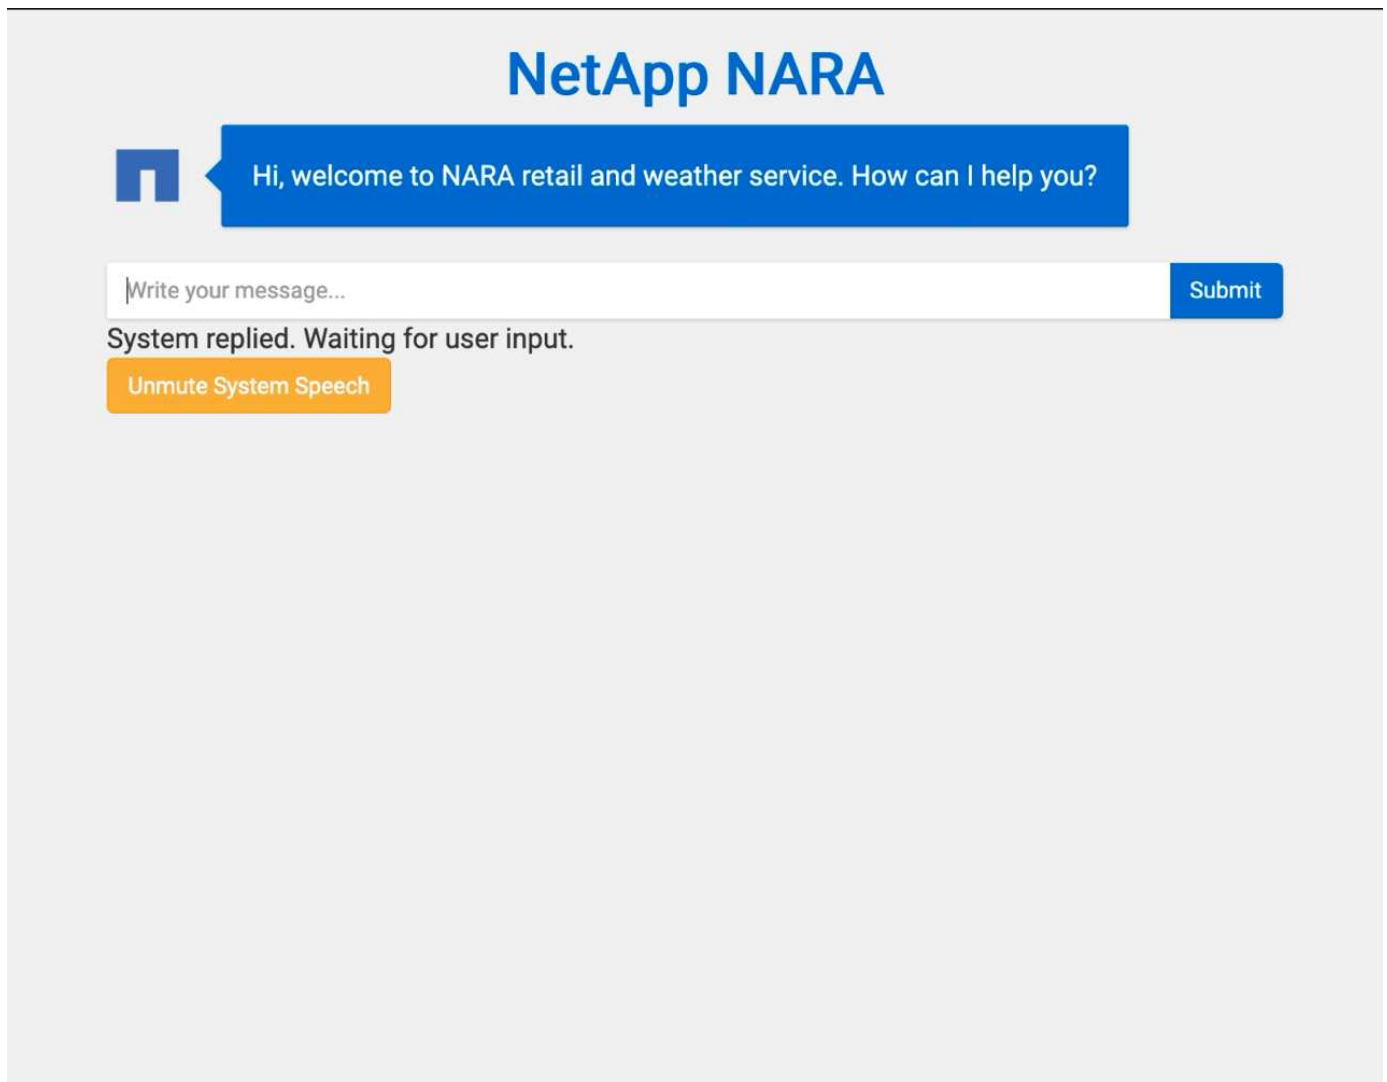 NetApp NARA
Hi, welcome to NARA retail and weather service. How can I help you?
Write your message...
Submit
System replied. Waiting for user input.
Unmute System Speech